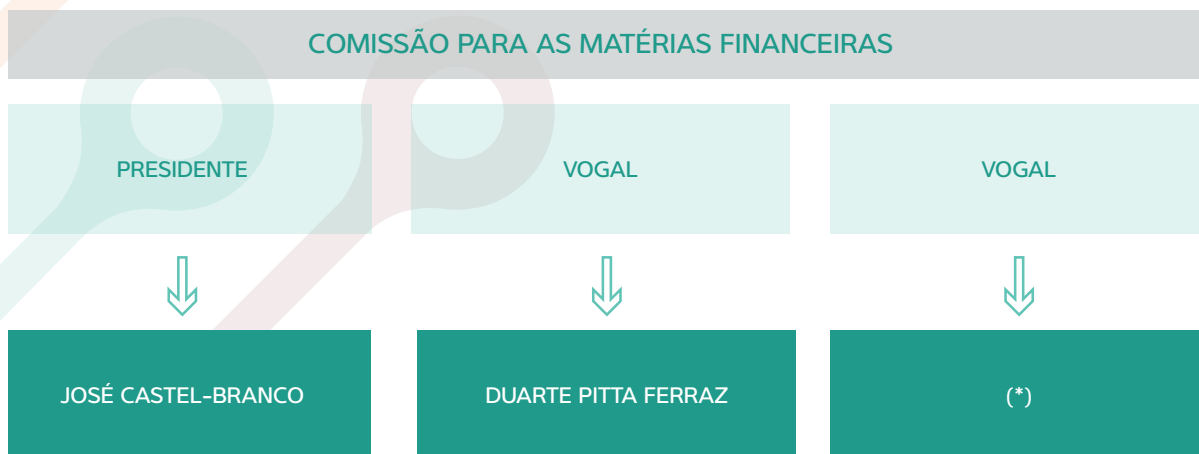 COMISSÃO PARA AS MATÉRIAS FINANCEIRAS
PRESIDENTE
VOGAL
VOGAL
JOSÉ CASTEL-BRANCO
DUARTE PITTA FERRAZ
(*)